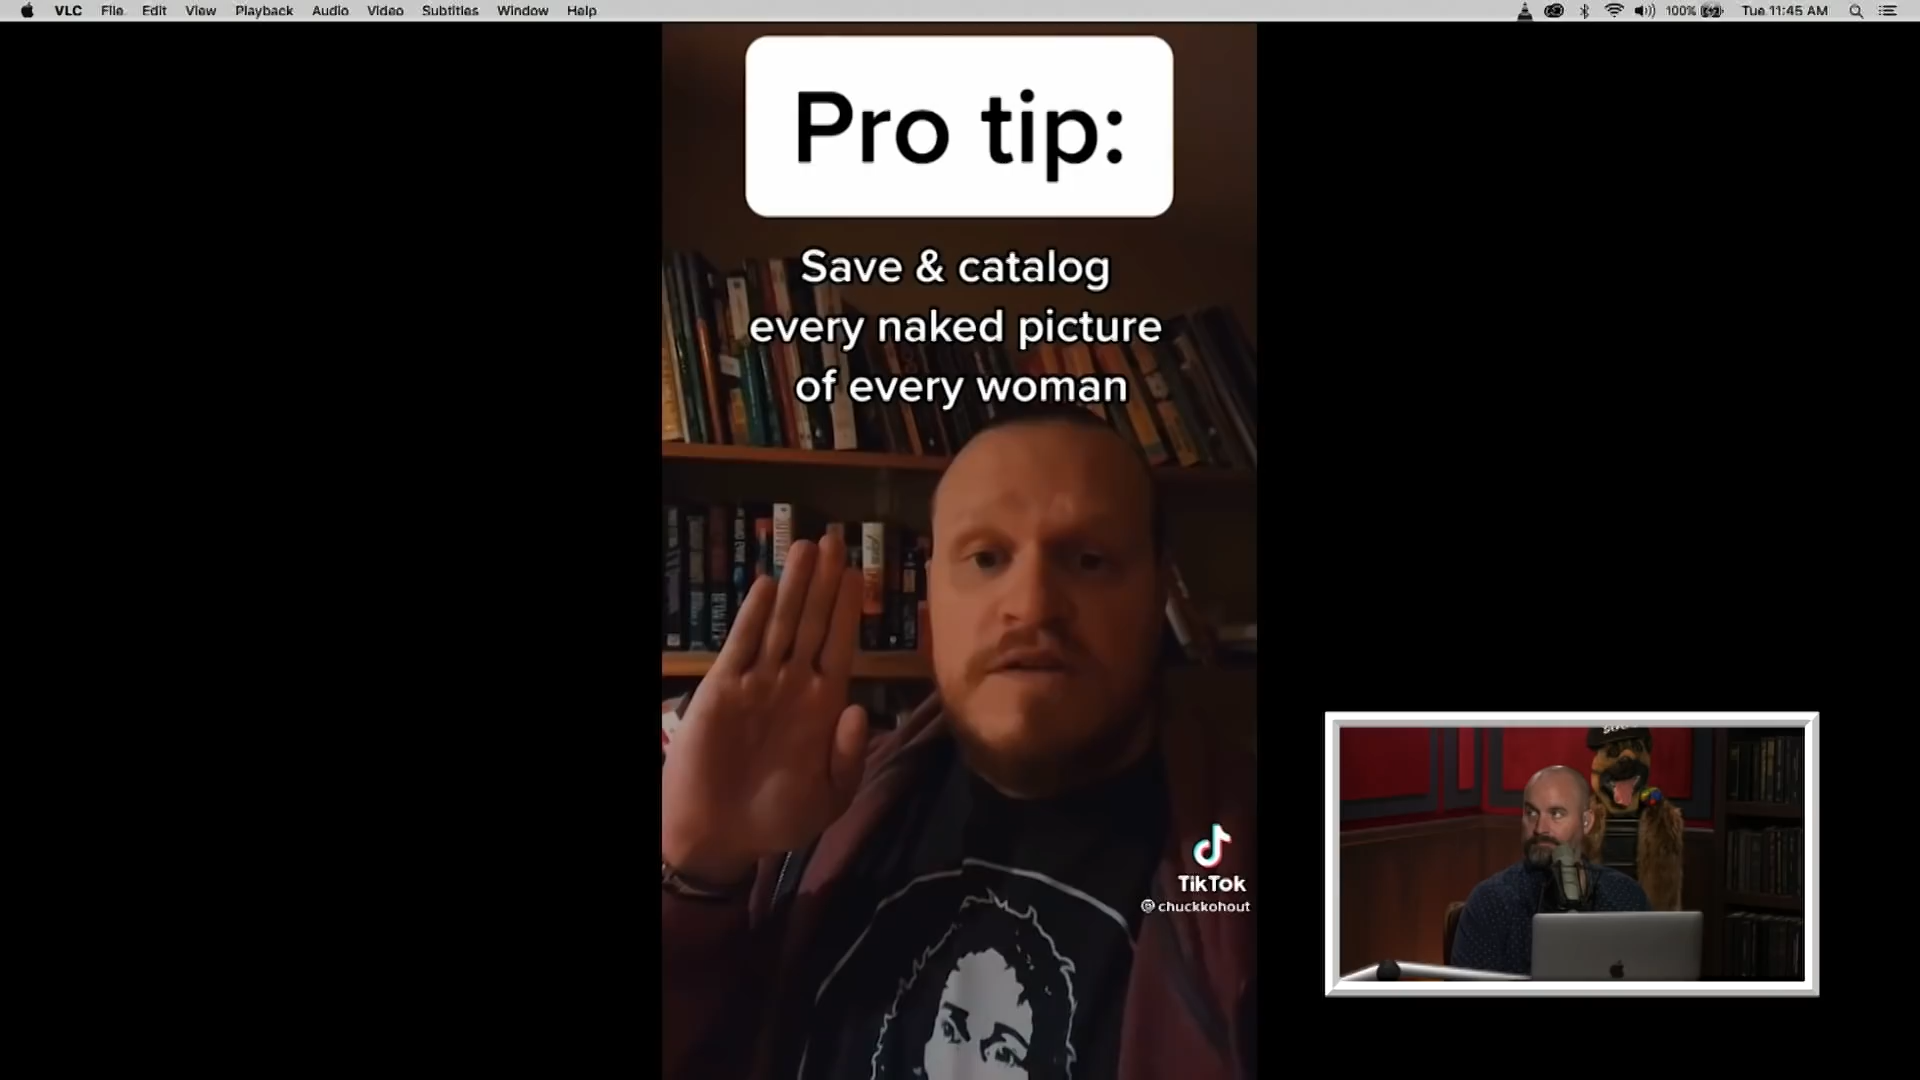 VLC File Edit View Playback Audio Video Subtitles Window Help
100% Tue 11:45 AM
Pro tip:
Save & catalog
every naked picture
of every woman
TikTok
chuckkohout